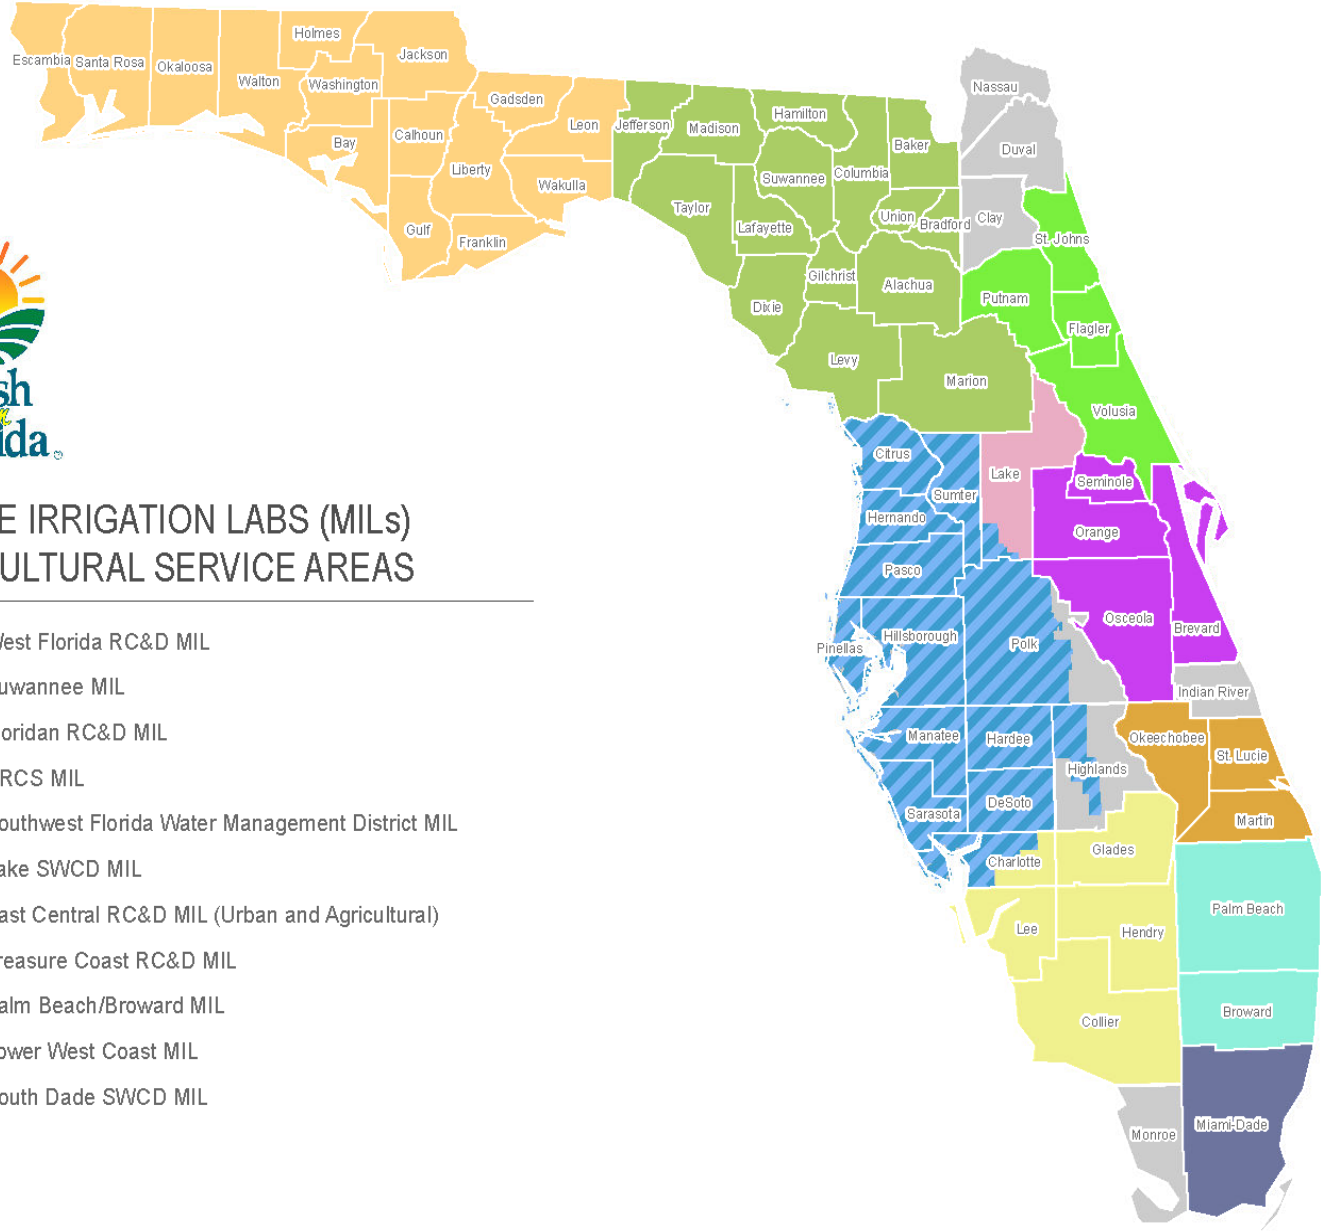 Holmes
Jackson
Escambia
Santa Rosa
Okaloosa
Walton
Washington
Gadsden
Leon
Bay
Calhoun
Liberty
Wakulla
Gulf
Franklin
Jefferson
Madison
Hamilton
Baker
Nassau
Duval
Suwannee
Columbia
Taylor
Lafayette
Union
Bradford
Clay
St. Johns
Gilchrist
Alachua
Putnam
Dixie
Flagler
Levy
Marion
Volusia
sh
ida
Citrus
Lake
Seminole
Sumter
Hernando
Orange
Pasco
Osceola
Brevard
Pinellas
Hillsborough
Polk
Indian River
Manatee
Hardee
Okeechobee
St. Lucie
Highlands
DeSoto
Sarasota
Martin
Charlotte
Glades
Palm Beach
Lee
Hendry
Broward
Collier
Miami-Dade
Monroe
E IRRIGATION LABS (MILs)
ULTURAL SERVICE AREAS
West Florida RC&D MIL
uwannee MIL
oridan RC&D MIL
RCS MIL
outhwest Florida Water Management District MIL
ake SWCD MIL
ast Central RC&D MIL (Urban and Agricultural)
reasure Coast RC&D MIL
alm Beach/Broward MIL
ower West Coast MIL
outh Dade SWCD MIL